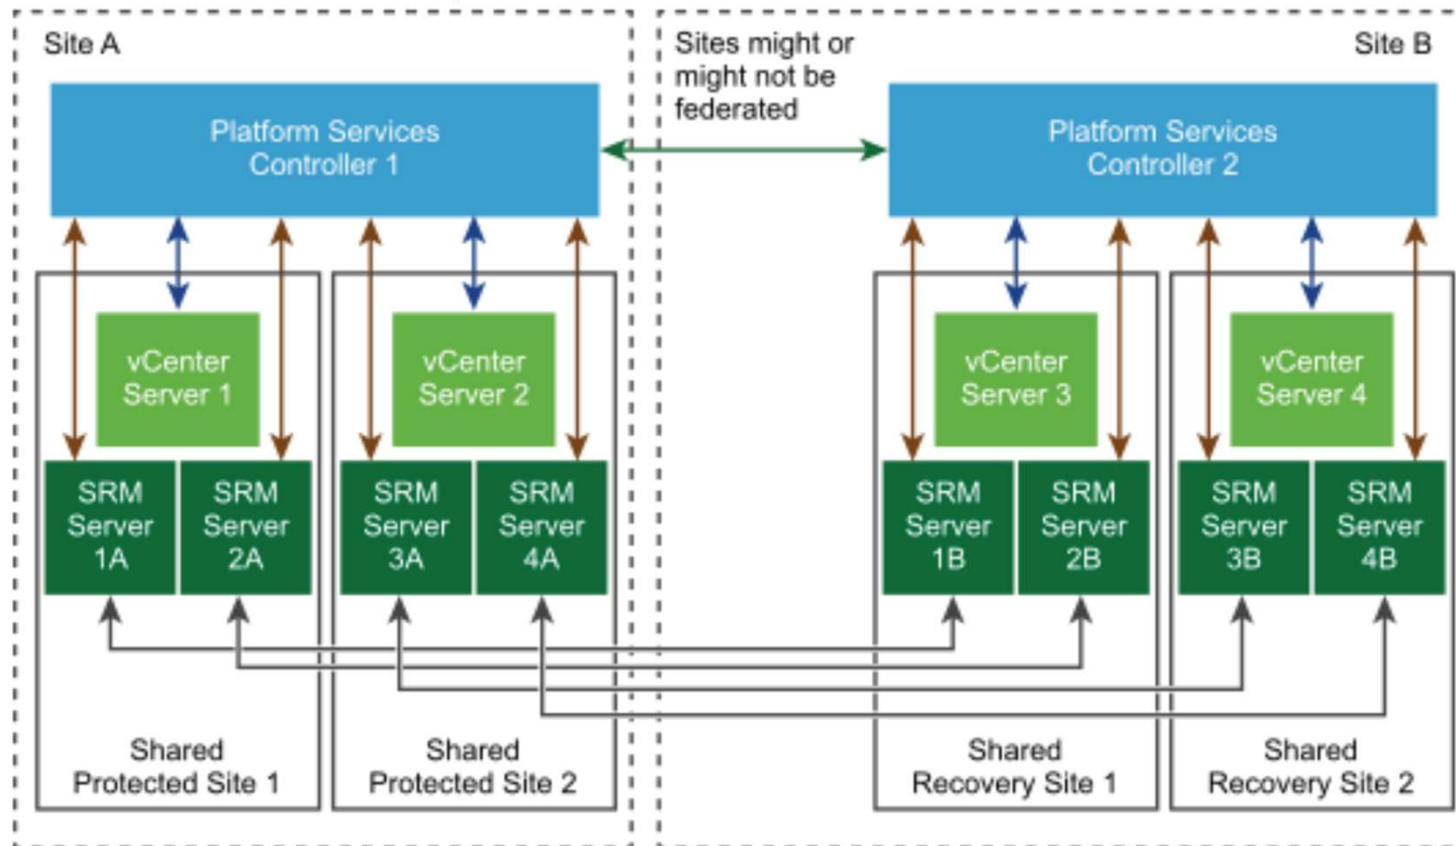 Site A
Sites might or
might not be
federated
Site B
Platform Services
Controller 1
Platform Services
Controller 2
vCenter
Server 1
vCenter
Server 2
vCenter
Server 3
vCenter
Server 4
SRM
Server
1A
SRM
Server
2A
SRM
Server
3A
SRM
Server
4A
SRM
Server
1B
SRM
Server
2B
SRM
Server
3B
SRM
Server
4B
Shared
Protected Site 1
Shared
Protected Site 2
Shared
Recovery Site 1
Shared
Recovery Site 2